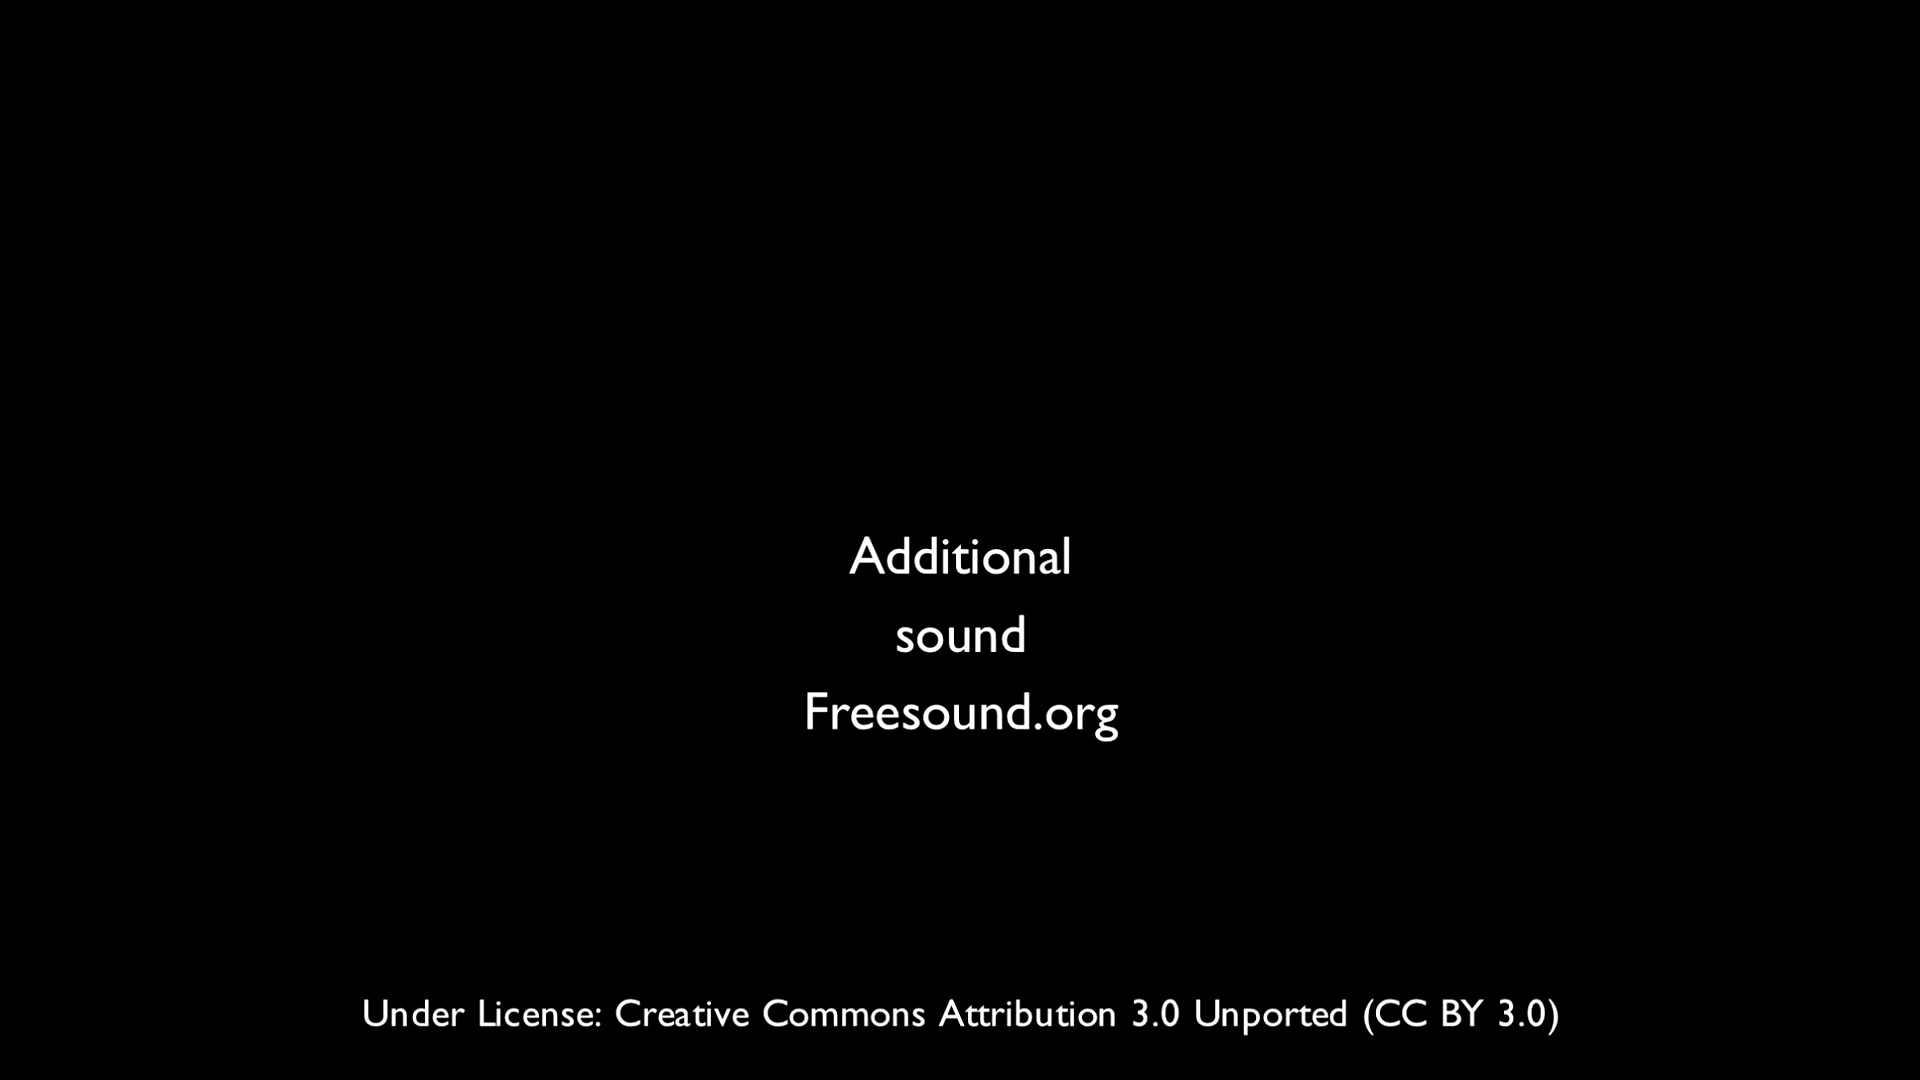 Additional
sound
Freesound.org
Under License: Creative Commons Attribution 3.0 Unported (CC BY 3.0)